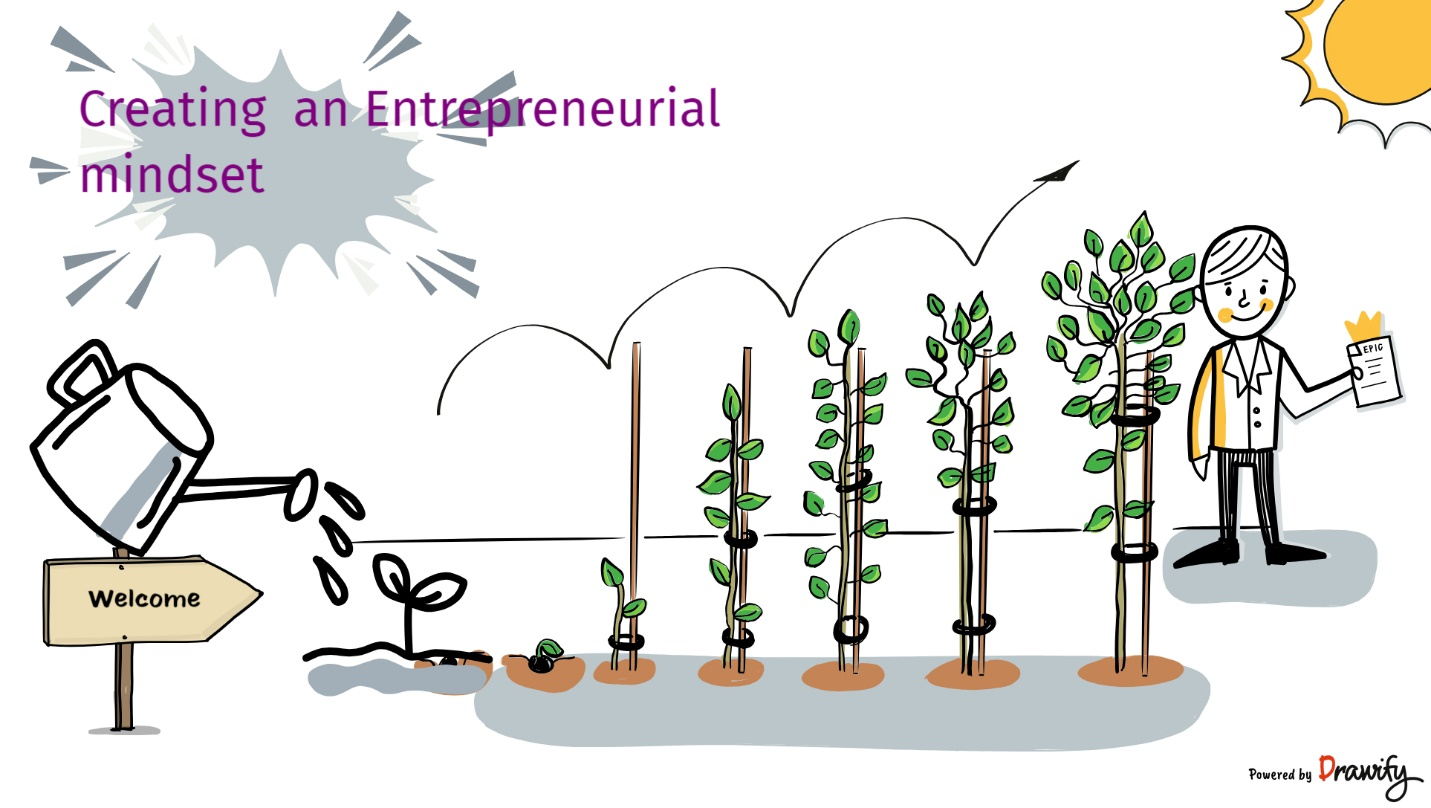 Creating  an Entrepreneurial
mindset
EPIC
Welcome
Powered by Drawify